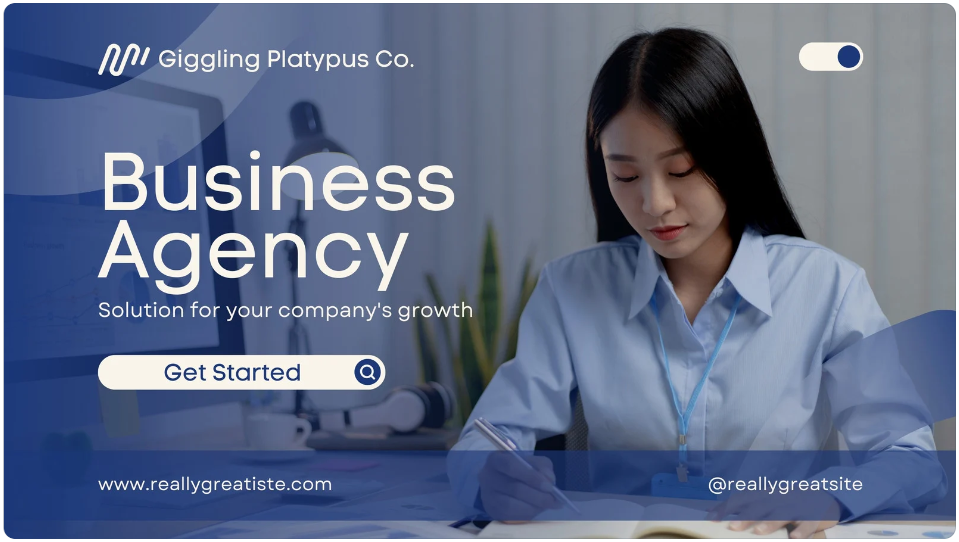 Giggling Platypus Co.
Business
Agency
Solution for your company's growth
Get Started
www.reallygreatiste.com
@reallygreatsite